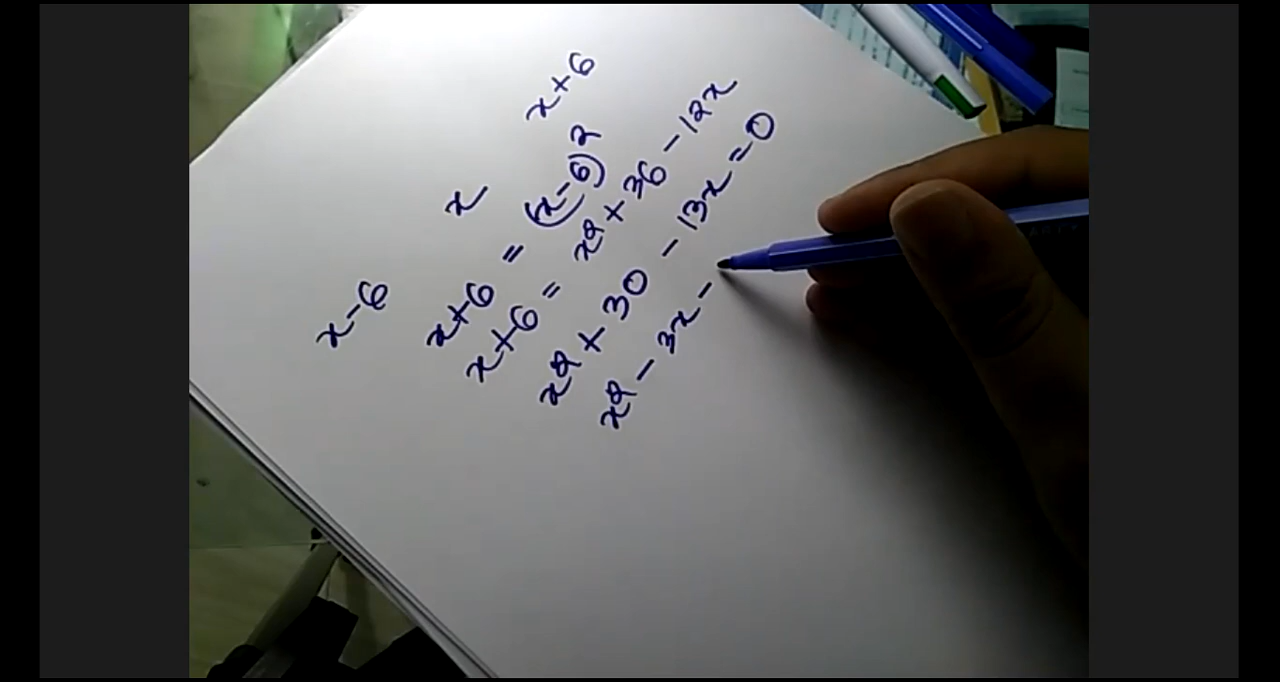 x-6 x x+6
x+6 = (x-6)²
x+6 = x² + 36 - 12x
x² + 30 - 13x = 0
x² - 3x -